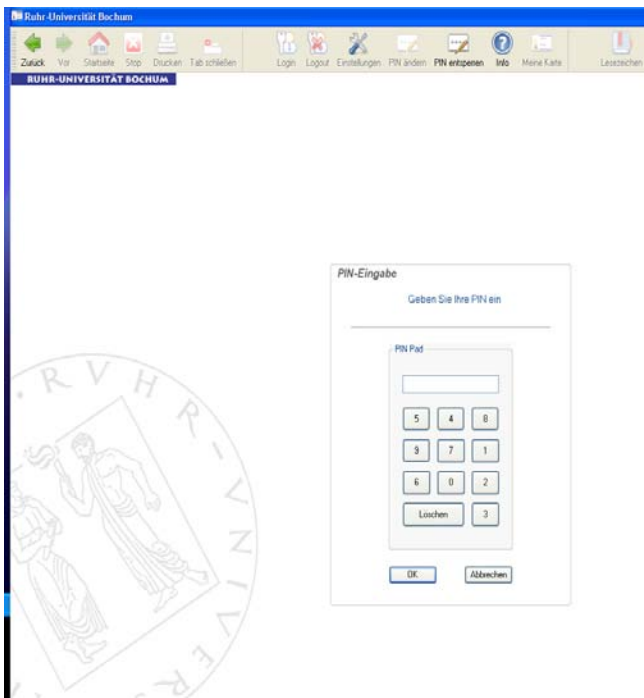 Ruhr-Universität Bochum
Zurück Vor Startseite Stop Drucken Tab schließen Login Logout Einstellungen PIN ändern PIN entsperren Info Meine Karte Lesezeichen
RUHR-UNIVERSITÄT BOCHUM
PIN-Eingabe
Geben Sie Ihre PIN ein
PIN Pad
5 4 8
9 7 1
6 0 2
Löschen 3
OK Abbrechen
RVHR-VNIVERS